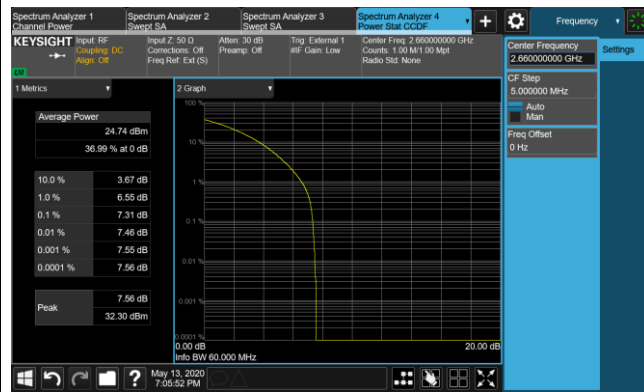 Spectrum Analyzer 1
Channel Power
Spectrum Analyzer 2
Swept SA
Spectrum Analyzer 3
Swept SA
Spectrum Analyzer 4
Power Stat CCDF
Frequency
KEYSIGHT
Input: RF
Coupling: DC
Align: Off
Input Z: 50 Ω
Corrections: Off
Freq Ref: Ext (S)
Atten: 30 dB
Preamp: Off
Trig: External 1
#IF Gain: Low
Center Freq: 2.660000000 GHz
Counts: 1.00 M/1.00 Mpt
Radio Std: None
LXI
Center Frequency
2.660000000 GHz
Settings
CF Step
5.000000 MHz
Auto
Man
Freq Offset
0 Hz
1 Metrics
Average Power
24.74 dBm
36.99 % at 0 dB
10.0 % 3.67 dB
1.0 % 6.55 dB
0.1 % 7.31 dB
0.01 % 7.46 dB
0.001 % 7.55 dB
0.0001 % 7.56 dB
Peak
7.56 dB
32.30 dBm
2 Graph
100 %
10 %
1 %
0.1 %
0.01 %
0.001 %
0.0001 %
0.00 dB
20.00 dB
Info BW 60.000 MHz
May 13, 2020
7:05:52 PM